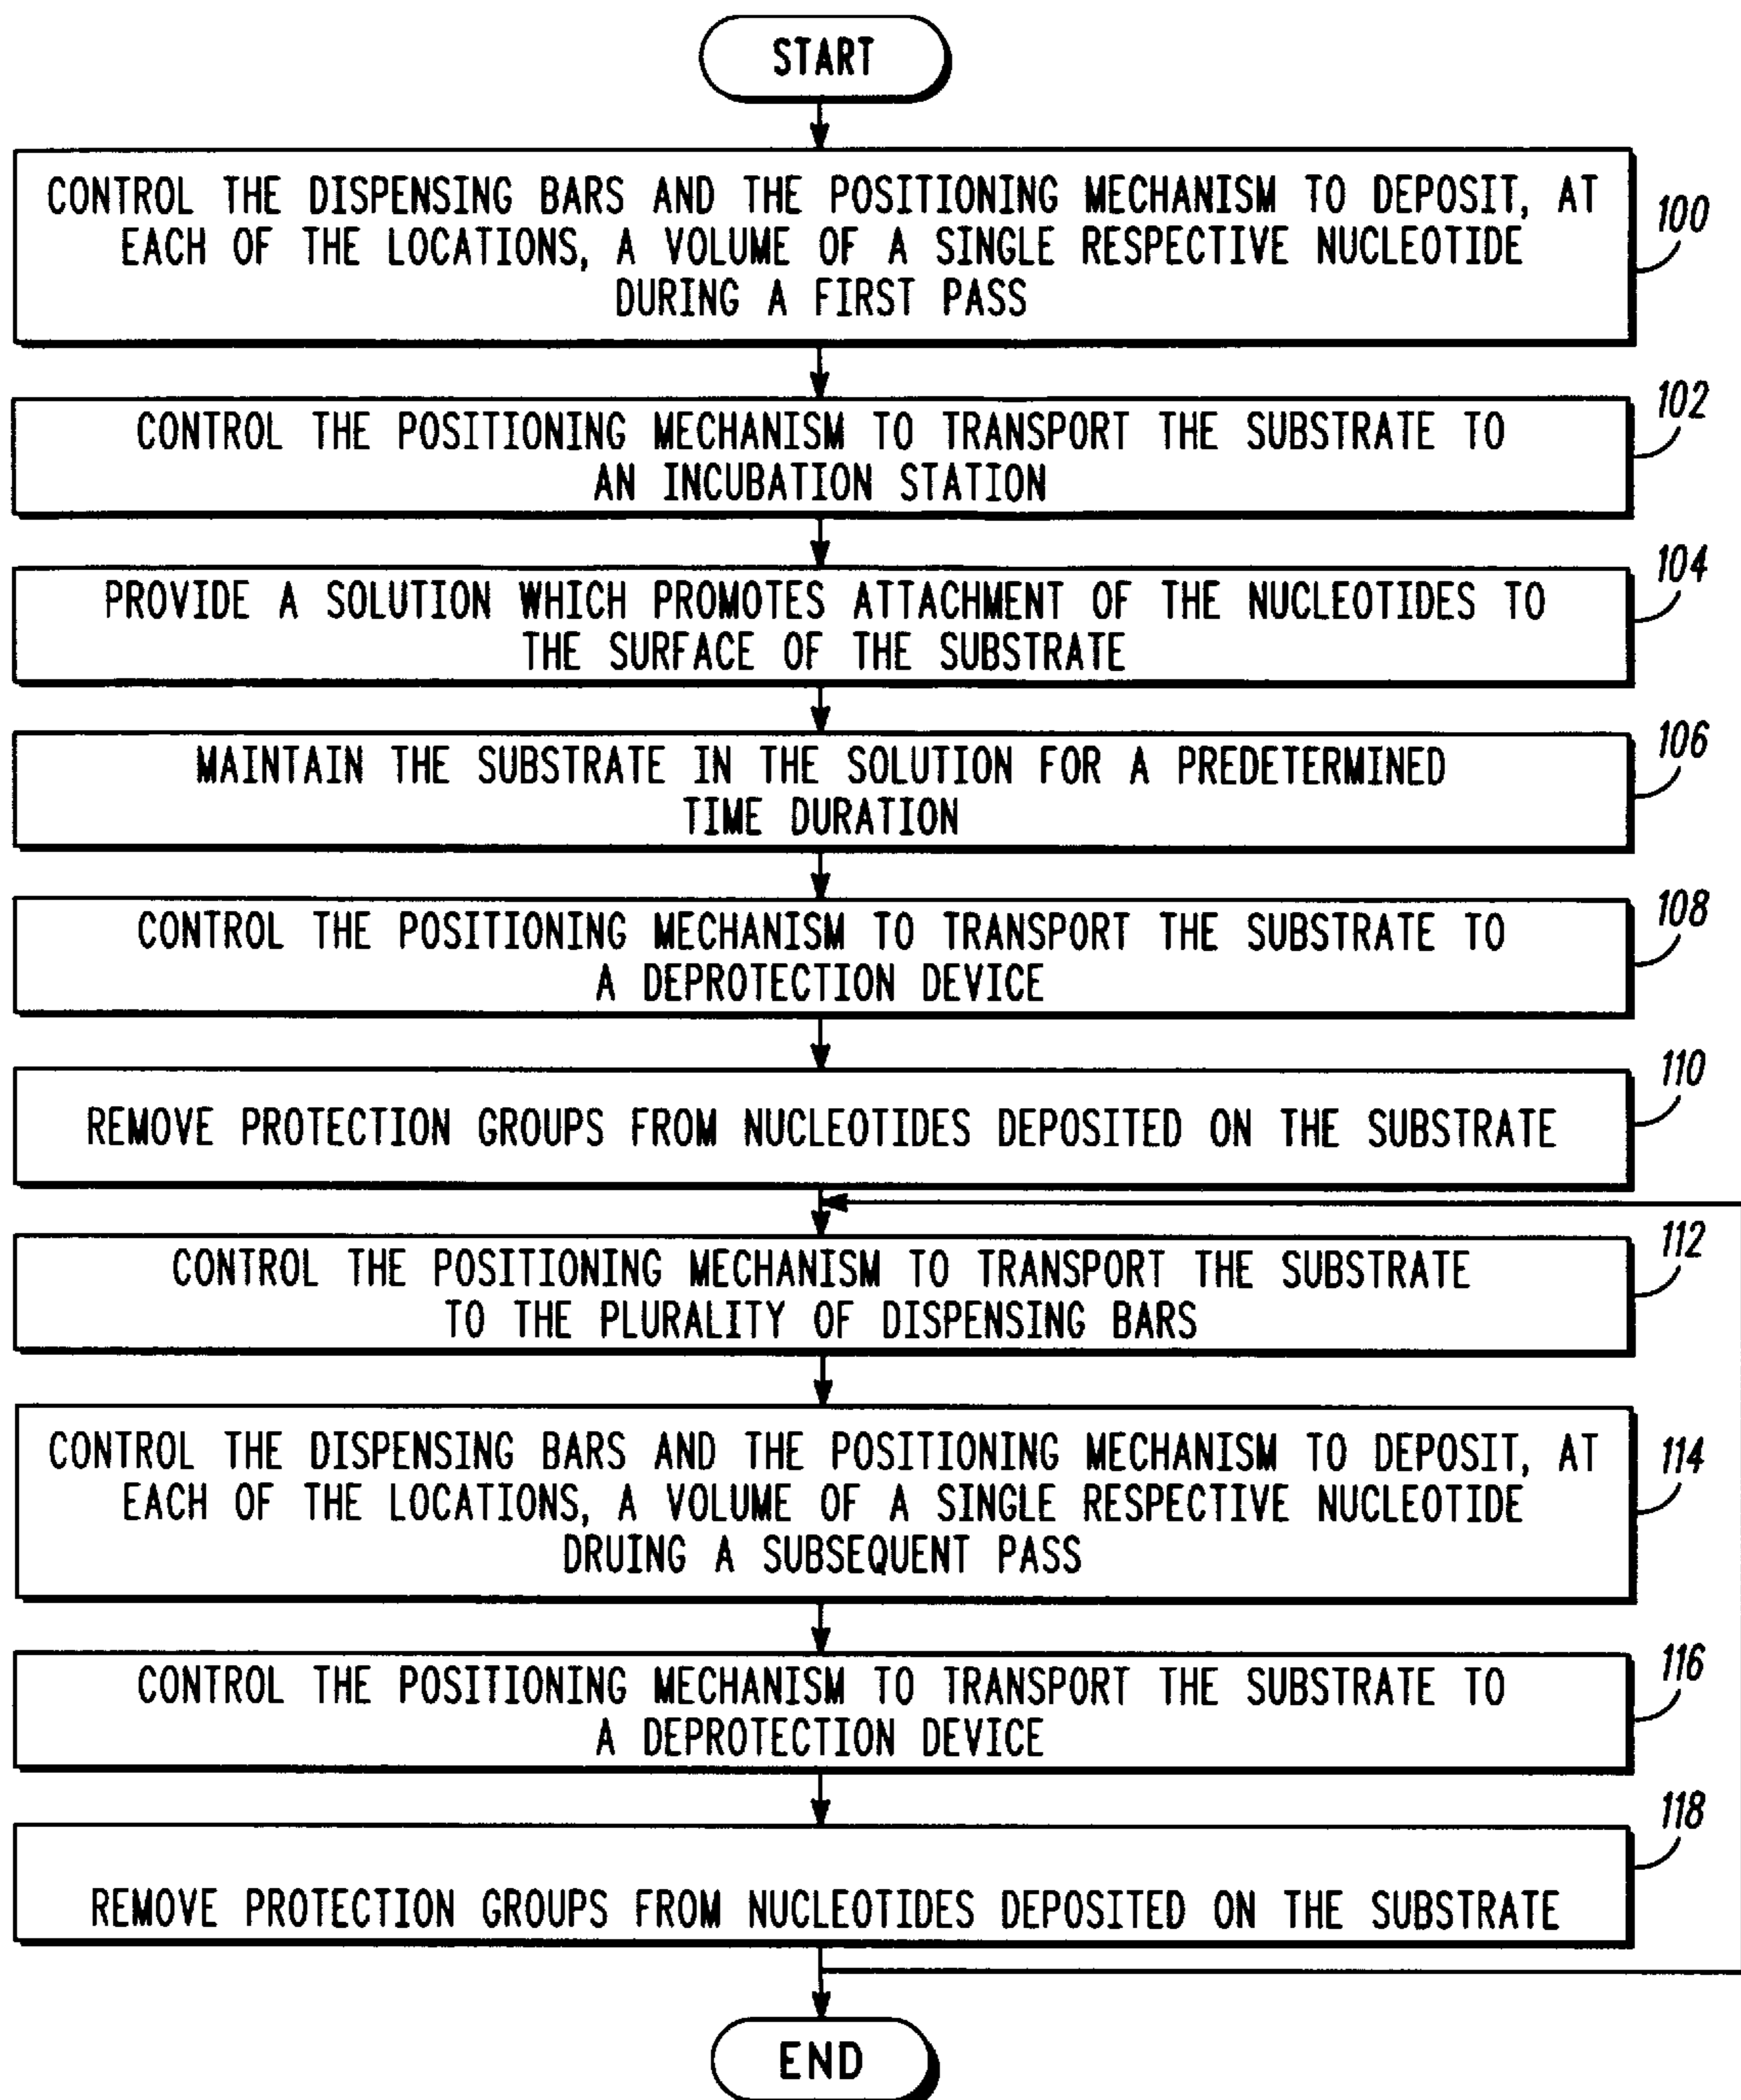 START
CONTROL THE DISPENSING BARS AND THE POSITIONING MECHANISM TO DEPOSIT, AT
EACH OF THE LOCATIONS, A VOLUME OF A SINGLE RESPECTIVE NUCLEOTIDE
DURING A FIRST PASS
100
CONTROL THE POSITIONING MECHANISM TO TRANSPORT THE SUBSTRATE TO
AN INCUBATION STATION
102
PROVIDE A SOLUTION WHICH PROMOTES ATTACHMENT OF THE NUCLEOTIDES TO
THE SURFACE OF THE SUBSTRATE
104
MAINTAIN THE SUBSTRATE IN THE SOLUTION FOR A PREDETERMINED
TIME DURATION
106
CONTROL THE POSITIONING MECHANISM TO TRANSPORT THE SUBSTRATE TO
A DEPROTECTION DEVICE
108
REMOVE PROTECTION GROUPS FROM NUCLEOTIDES DEPOSITED ON THE SUBSTRATE
110
CONTROL THE POSITIONING MECHANISM TO TRANSPORT THE SUBSTRATE
TO THE PLURALITY OF DISPENSING BARS
112
CONTROL THE DISPENSING BARS AND THE POSITIONING MECHANISM TO DEPOSIT, AT
EACH OF THE LOCATIONS, A VOLUME OF A SINGLE RESPECTIVE NUCLEOTIDE
DRUING A SUBSEQUENT PASS
114
CONTROL THE POSITIONING MECHANISM TO TRANSPORT THE SUBSTRATE TO
A DEPROTECTION DEVICE
116
REMOVE PROTECTION GROUPS FROM NUCLEOTIDES DEPOSITED ON THE SUBSTRATE
118
END